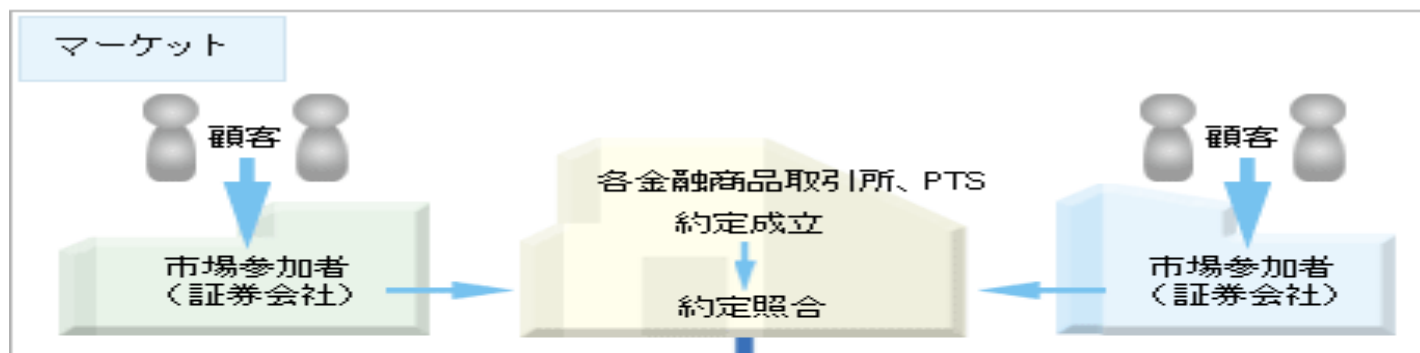 マーケット
顧客
顧客
各金融商品取引所、PTS
約定成立
約定照合
市場参加者
（証券会社）
市場参加者
（証券会社）